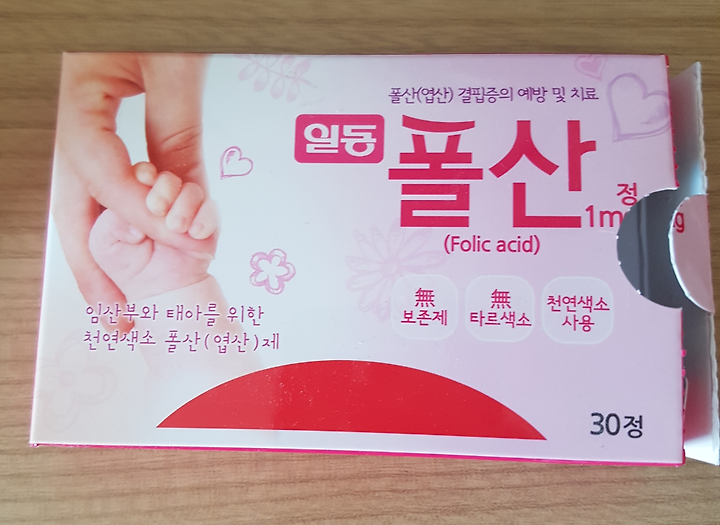 폴산(엽산) 결핍증의 예방 및 치료
일동
폴산
정
(Folic acid)
無
보존제
無
타르색소
천연색소
사용
임산부와 태아를 위한
천연색소 폴산(엽산)제
30정